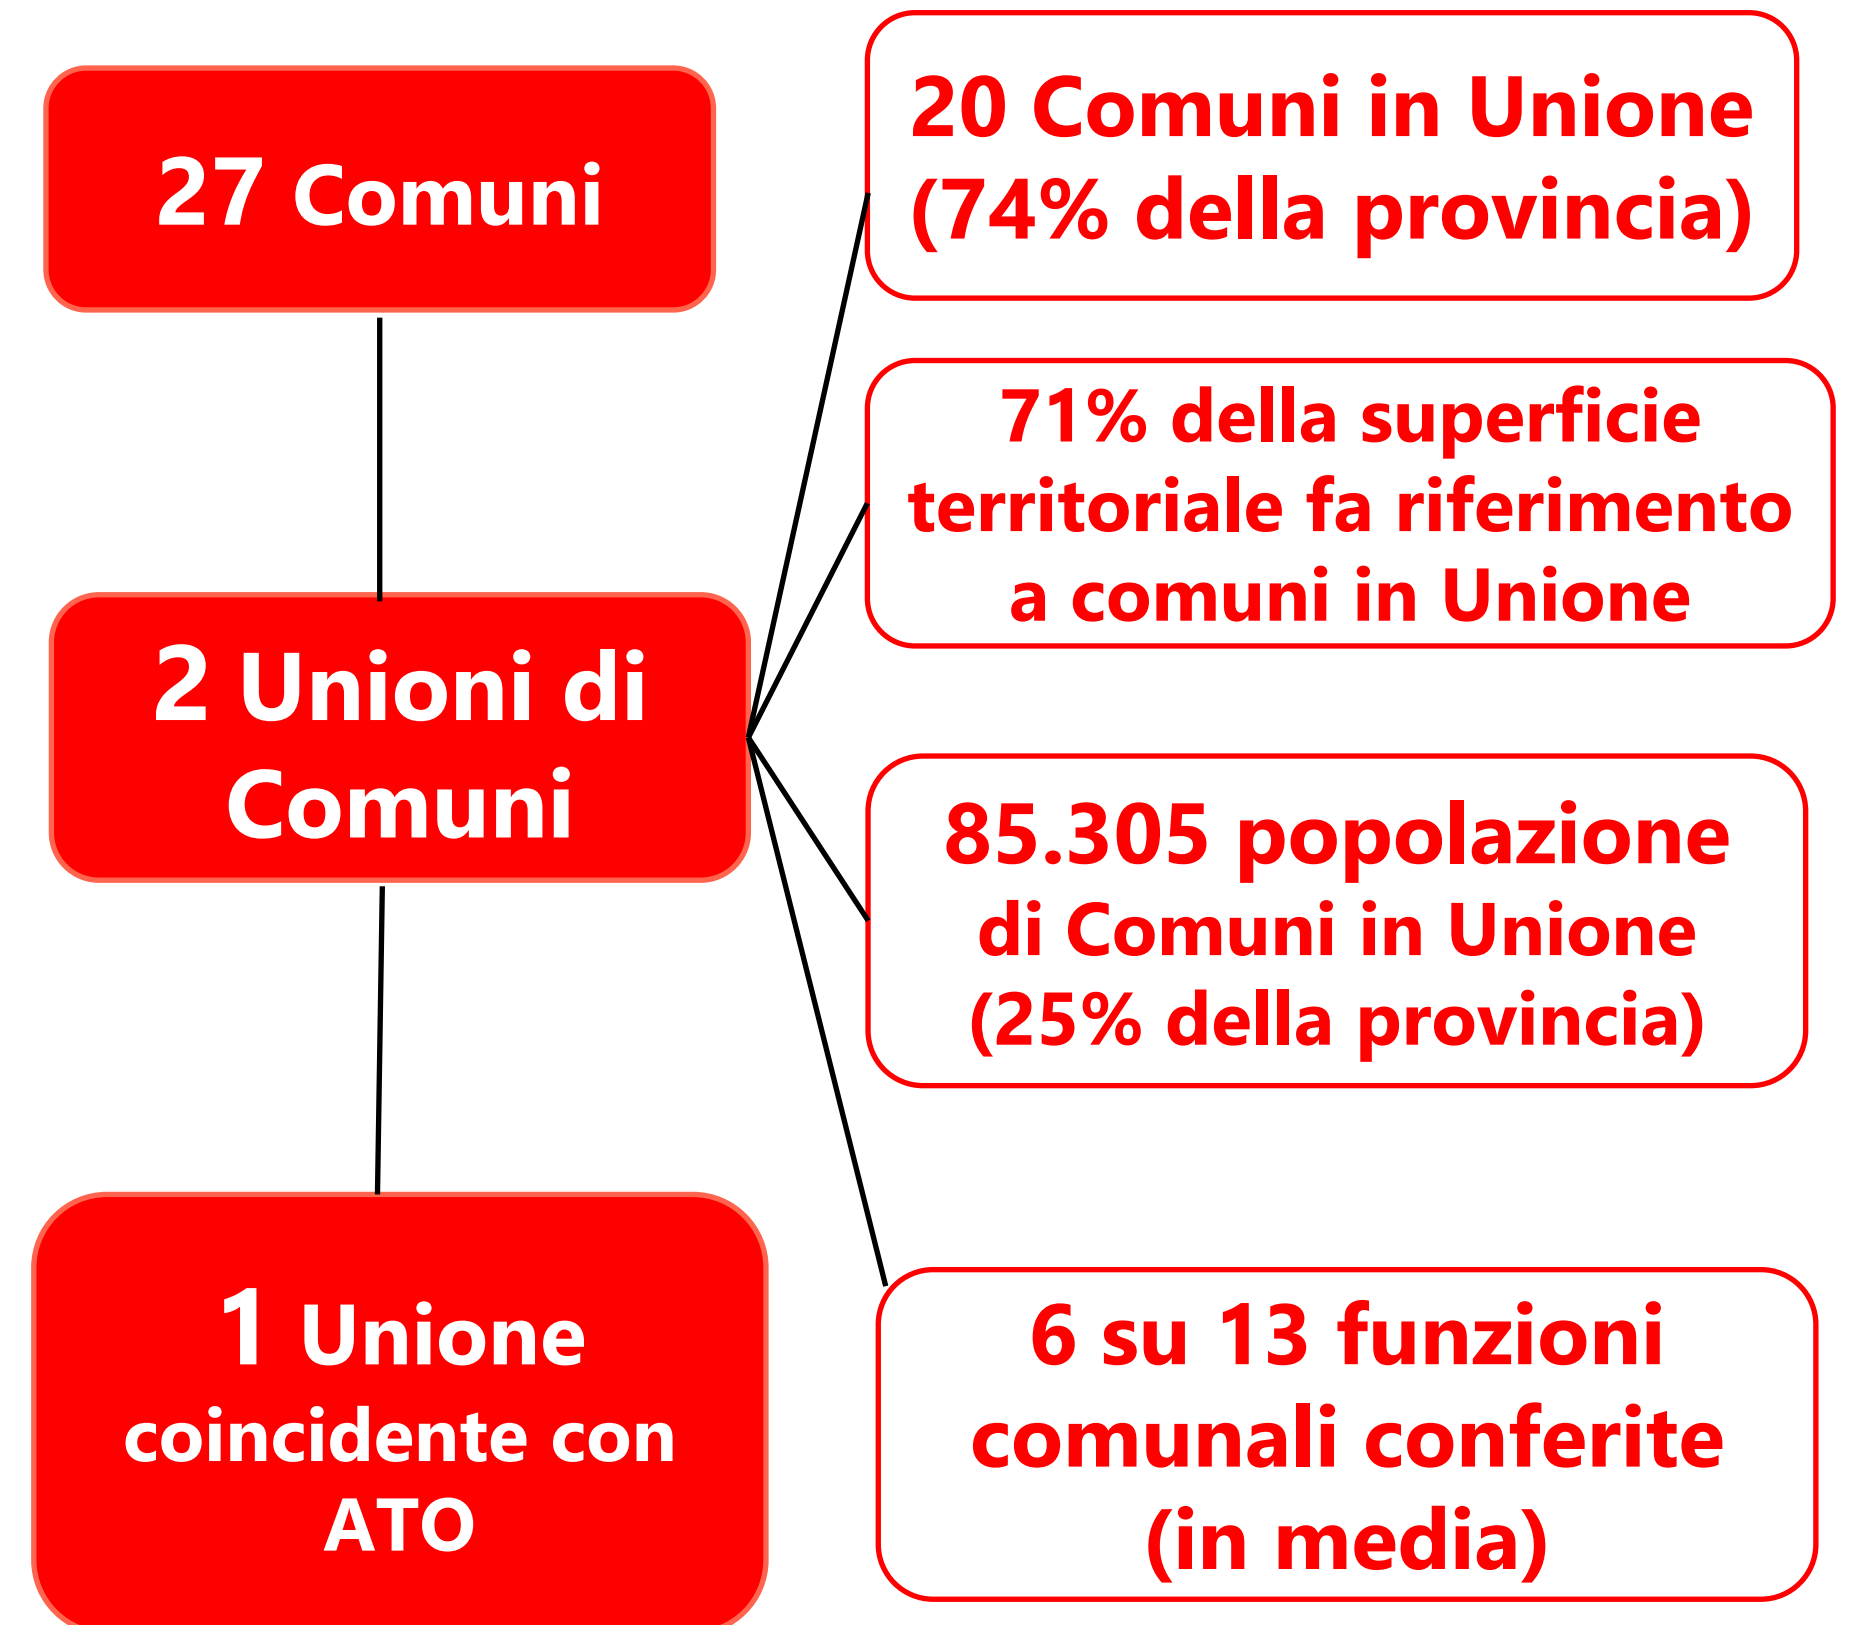 27 Comuni
2 Unioni di
Comuni
1 Unione
coincidente con
ATO
20 Comuni in Unione
(74% della provincia)
71% della superficie
territoriale fa riferimento
a comuni in Unione
85.305 popolazione
di Comuni in Unione
(25% della provincia)
6 su 13 funzioni
comunali conferite
(in media)